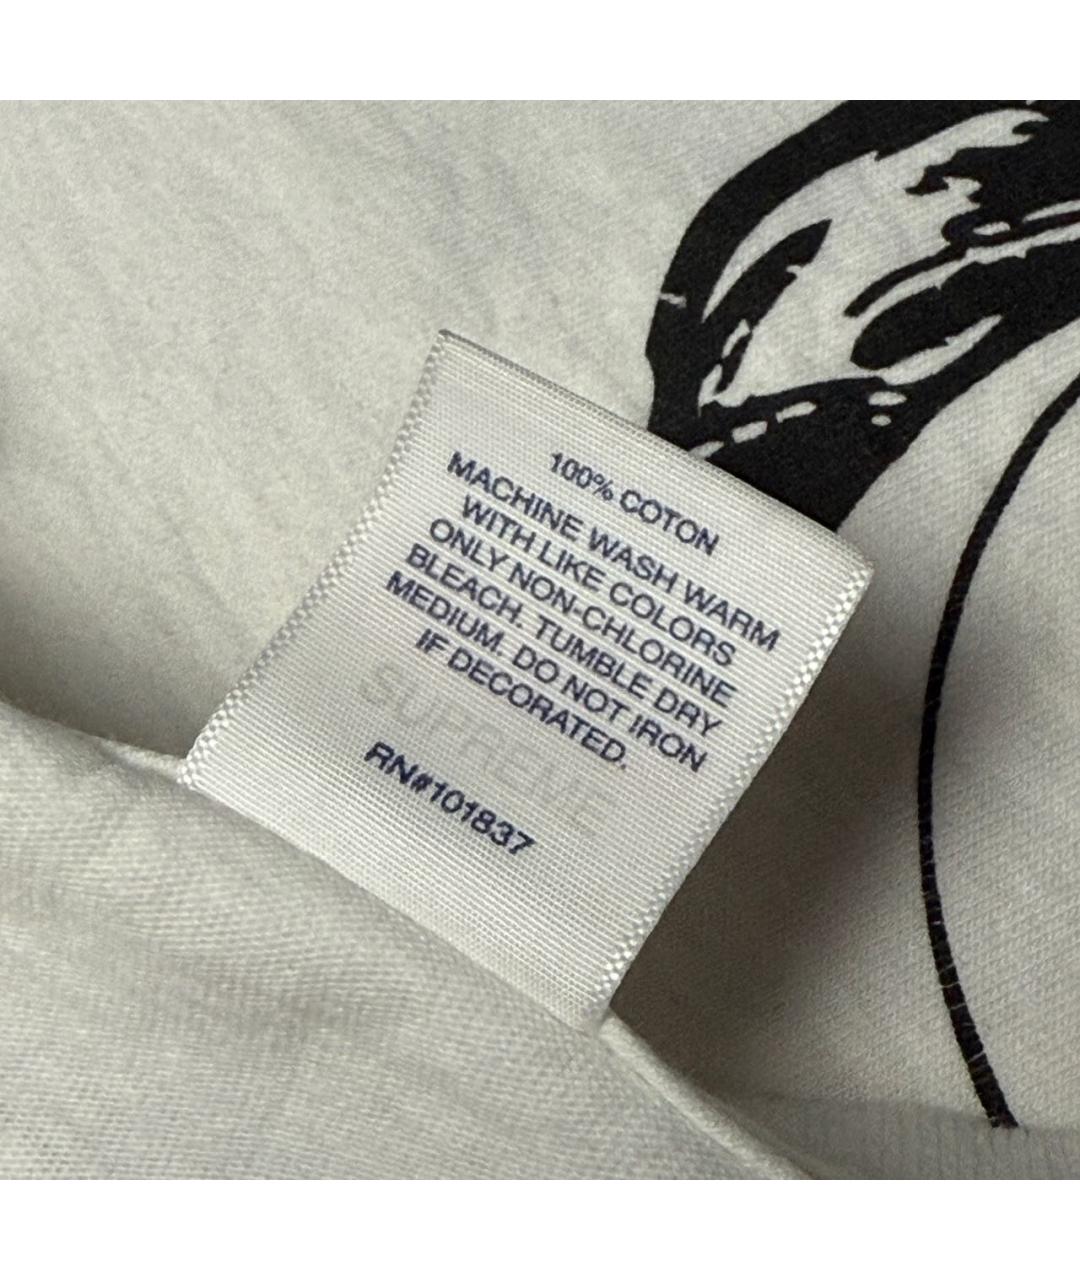 100% COTON
MACHINE WASH WARM
WITH LIKE COLORS
ONLY NON-CHLORINE
BLEACH. TUMBLE DRY
MEDIUM. DO NOT IRON
IF DECORATED.
SUPREME
RN#101837